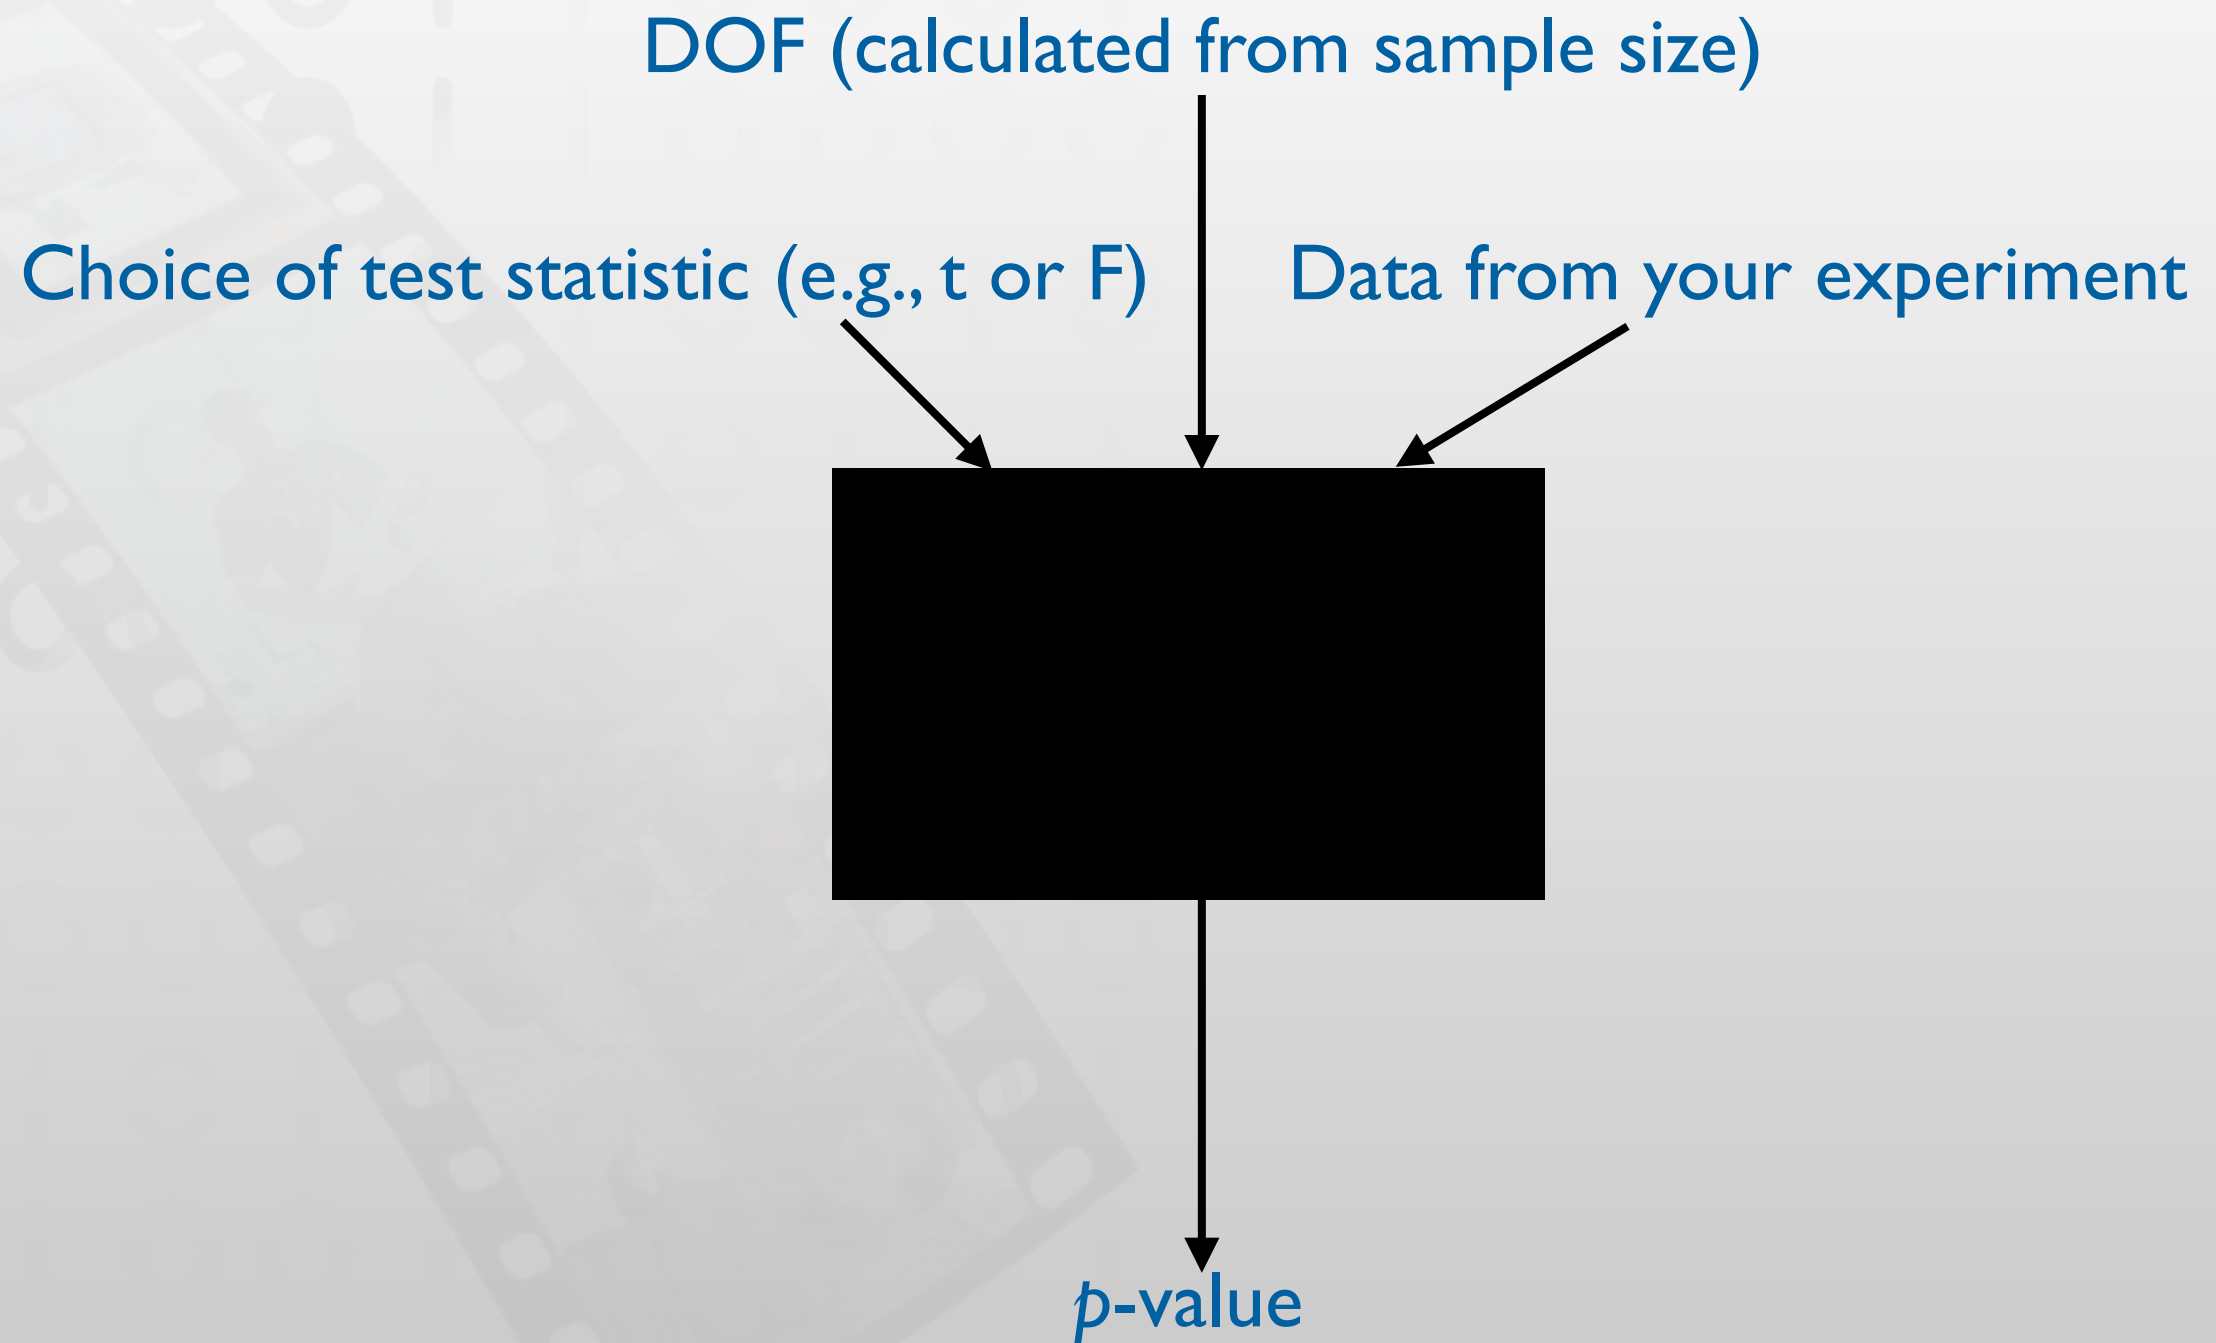 DOF (calculated from sample size)
Choice of test statistic (e.g., t or F)
Data from your experiment
p-value